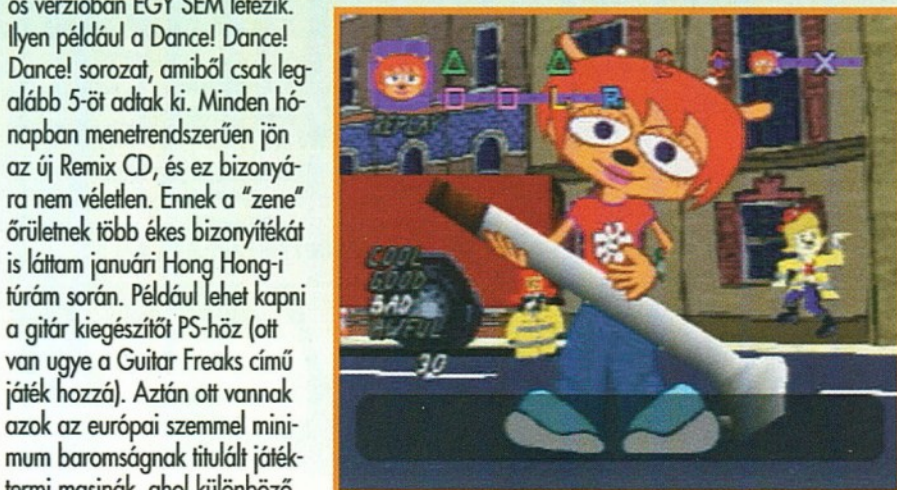 os verzióban EGY SEM létezik.
Ilyen például a Dance! Dance!
Dance! sorozat, amiből csak leg-
alább 5-öt adtak ki. Minden hó-
napban menetrendszerűen jön
az új Remix CD, és ez bizonyá-
ra nem véletlen. Ennek a "zene"
őrületnek több ékes bizonyítékát
is láttam januári Hong Hong-i
túrám során. Például lehet kapni
a gitár kiegészítőt PS-höz (ott
van ugye a Guitar Freaks című
játék hozzá). Aztán ott vannak
azok az európai szemmel mini-
mum baromságnak titulált játék-
termi masinák, ahol különböző
L R
REPLAY
COOL
GOOD
BAD
AWFUL
30